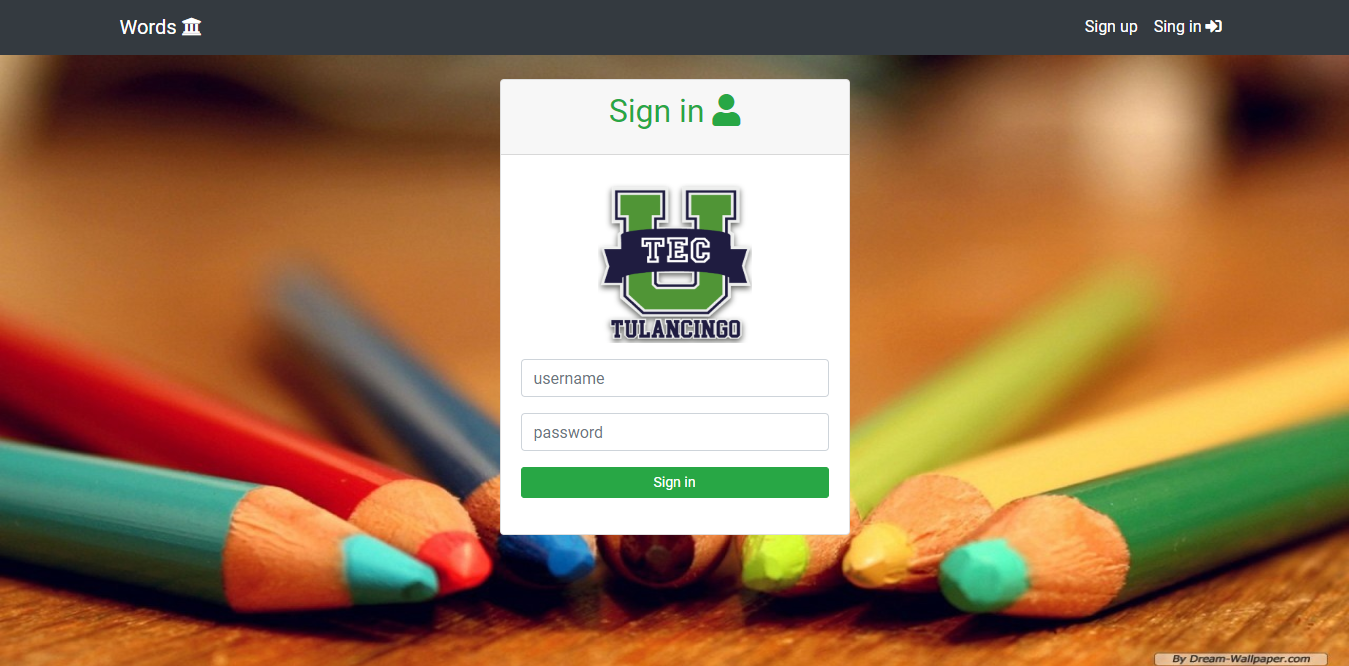 Words
Sign up
Sing in
Sign in
TEC
TULANCINGO
username
password
Sign in
By Dream-Wallpaper.com